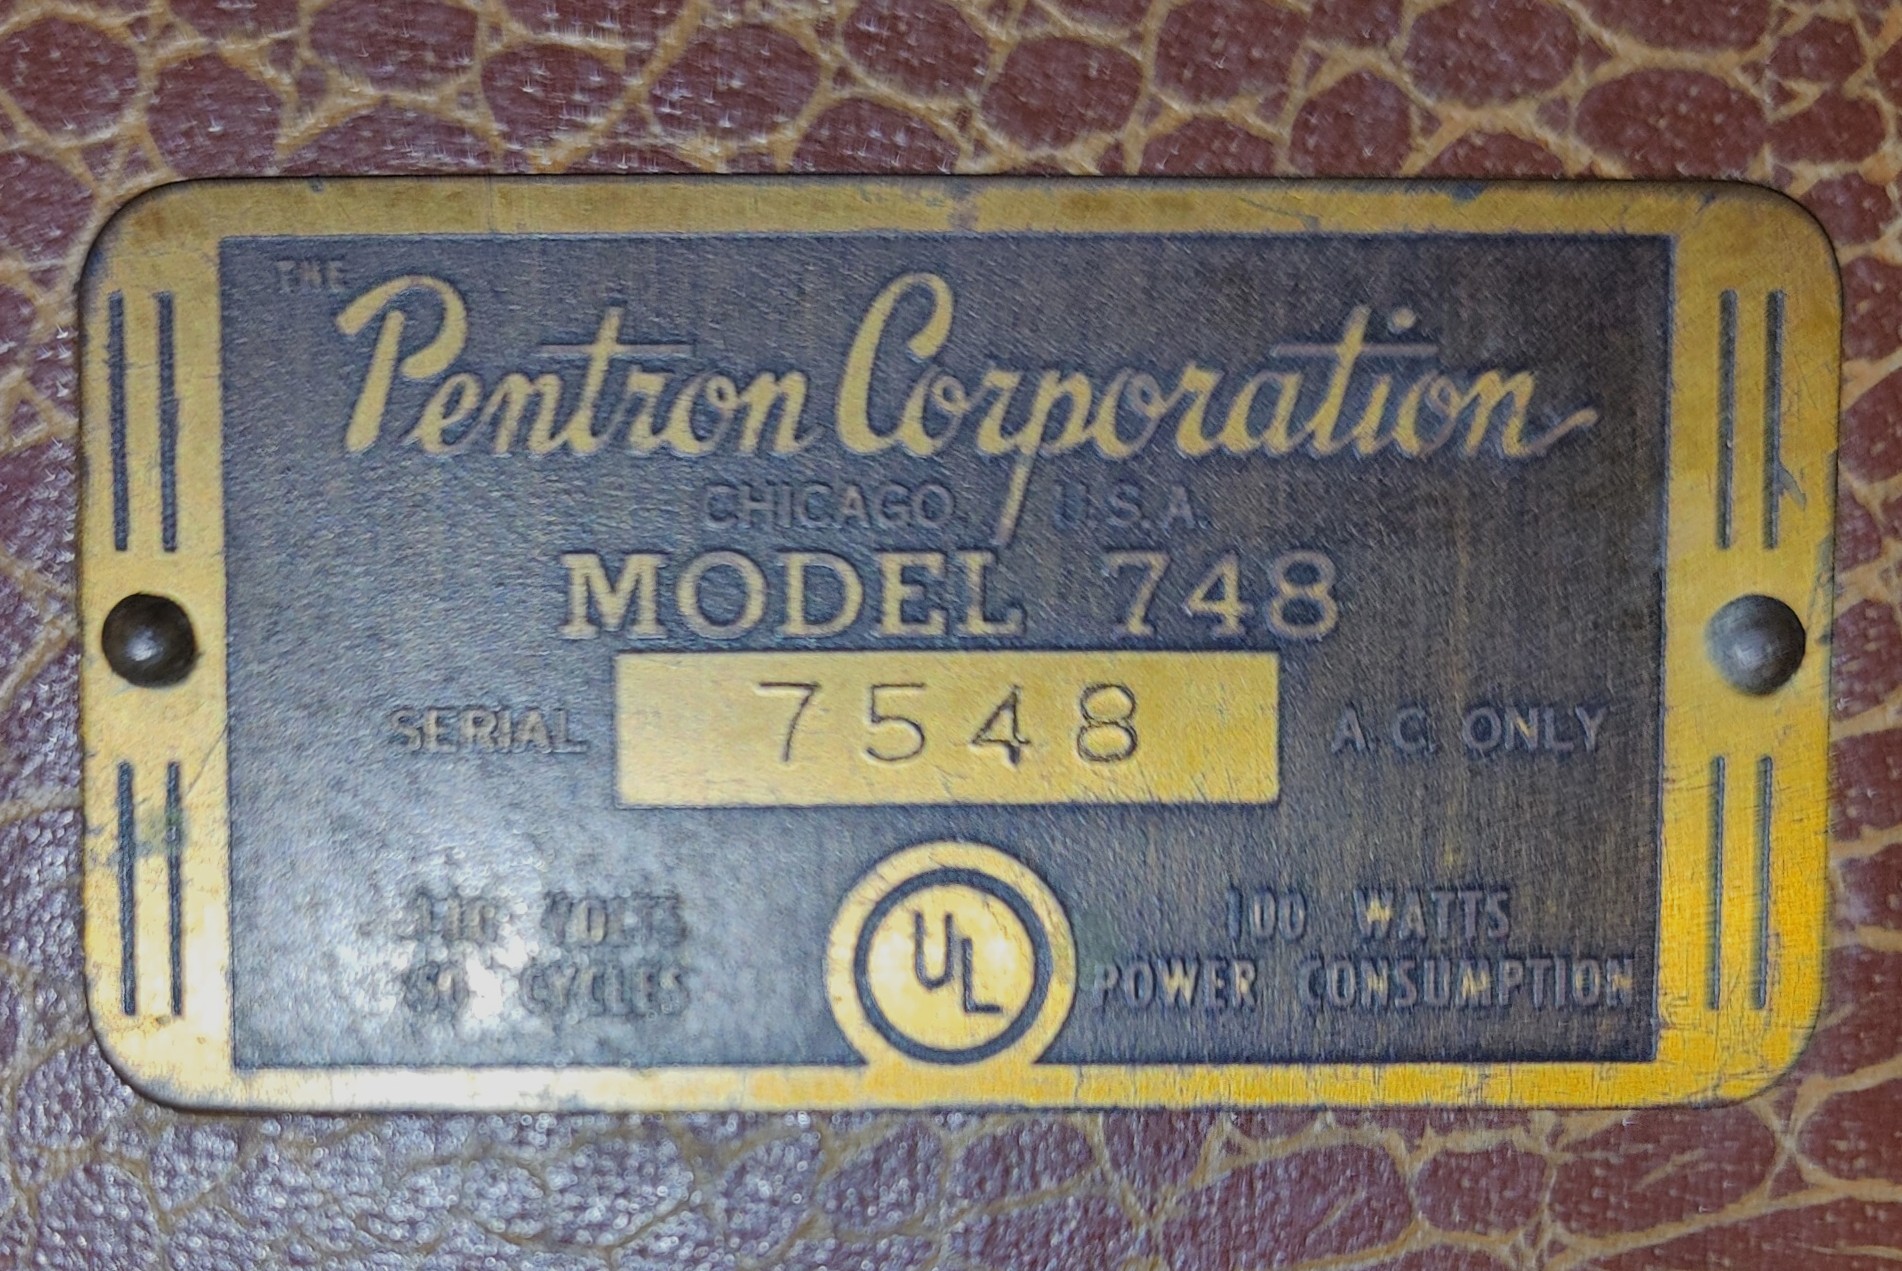 THE
Pentron Corporation
CHICAGO, U.S.A.
MODEL 748
SERIAL 7548 A.C. ONLY
VOLTS UL 100 WATTS
CYCLES POWER CONSUMPTION